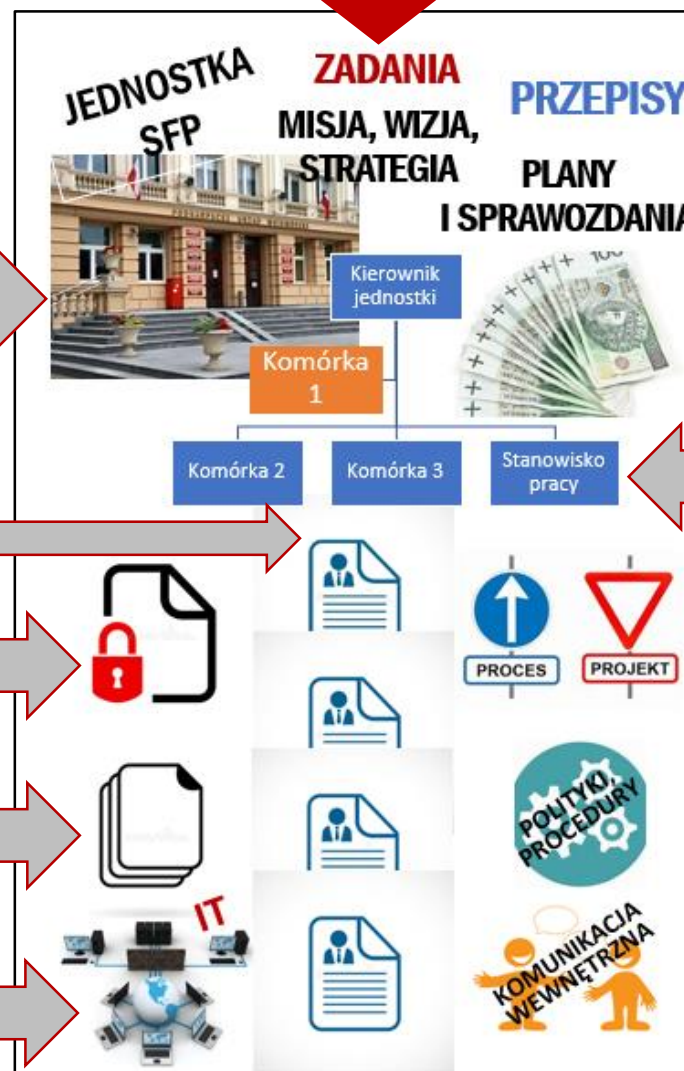 JEDNOSTKA
SFP
ZADANIA
MISJA, WIZJA,
STRATEGIA
PRZEPISY
PLANY
I SPRAWOZDANIA
Kierownik
jednostki
Komórka
1
Komórka 2
Komórka 3
Stanowisko
pracy
100
PROCES
PROJEKT
POLITYKI,
PROCEDURY
IT
KOMUNIKACJA
WEWNĘTRZNA